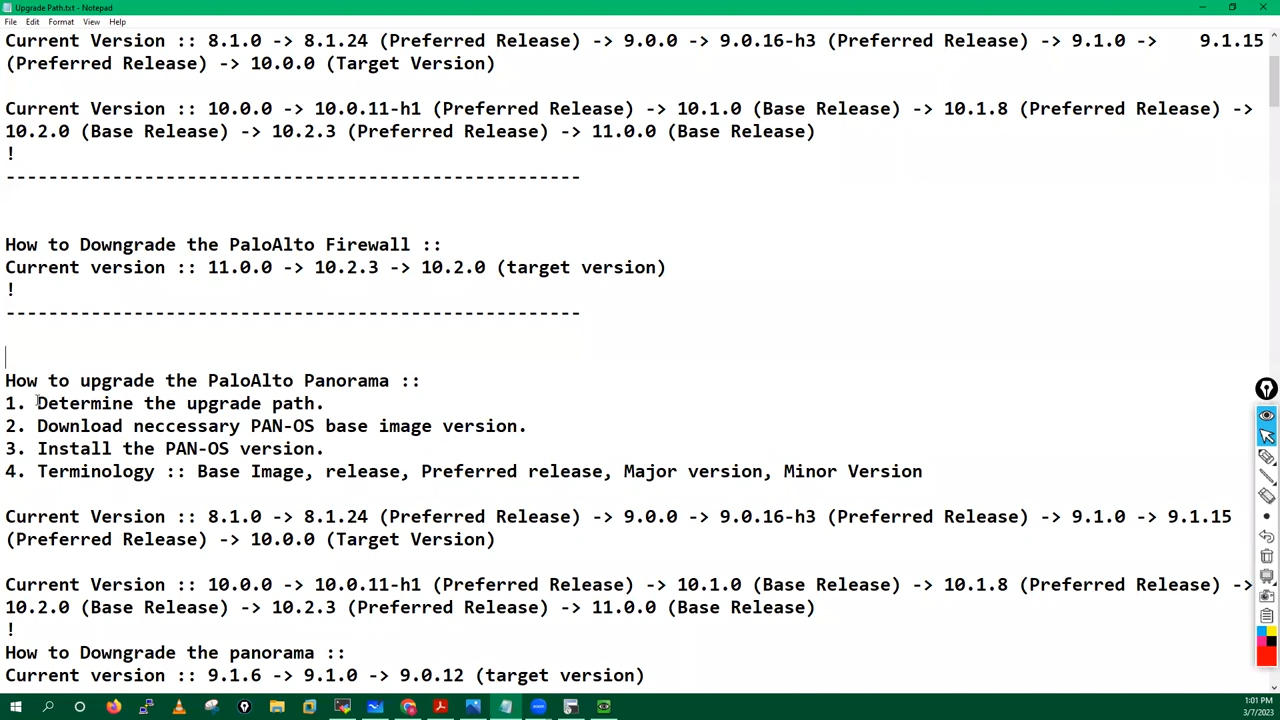 Upgrade Path.txt - Notepad
File Edit Format View Help
Current Version :: 8.1.0 -> 8.1.24 (Preferred Release) -> 9.0.0 -> 9.0.16-h3 (Preferred Release) -> 9.1.0 -> 9.1.15
(Preferred Release) -> 10.0.0 (Target Version)
Current Version :: 10.0.0 -> 10.0.11-h1 (Preferred Release) -> 10.1.0 (Base Release) -> 10.1.8 (Preferred Release) ->
10.2.0 (Base Release) -> 10.2.3 (Preferred Release) -> 11.0.0 (Base Release)
!
------------------------------------------------------
How to Downgrade the PaloAlto Firewall ::
Current version :: 11.0.0 -> 10.2.3 -> 10.2.0 (target version)
!
------------------------------------------------------
How to upgrade the PaloAlto Panorama ::
1. Determine the upgrade path.
2. Download neccessary PAN-OS base image version.
3. Install the PAN-OS version.
4. Terminology :: Base Image, release, Preferred release, Major version, Minor Version
Current Version :: 8.1.0 -> 8.1.24 (Preferred Release) -> 9.0.0 -> 9.0.16-h3 (Preferred Release) -> 9.1.0 -> 9.1.15
(Preferred Release) -> 10.0.0 (Target Version)
Current Version :: 10.0.0 -> 10.0.11-h1 (Preferred Release) -> 10.1.0 (Base Release) -> 10.1.8 (Preferred Release) ->
10.2.0 (Base Release) -> 10.2.3 (Preferred Release) -> 11.0.0 (Base Release)
!
How to Downgrade the panorama ::
Current version :: 9.1.6 -> 9.1.0 -> 9.0.12 (target version)
1:01 PM
3/7/2023